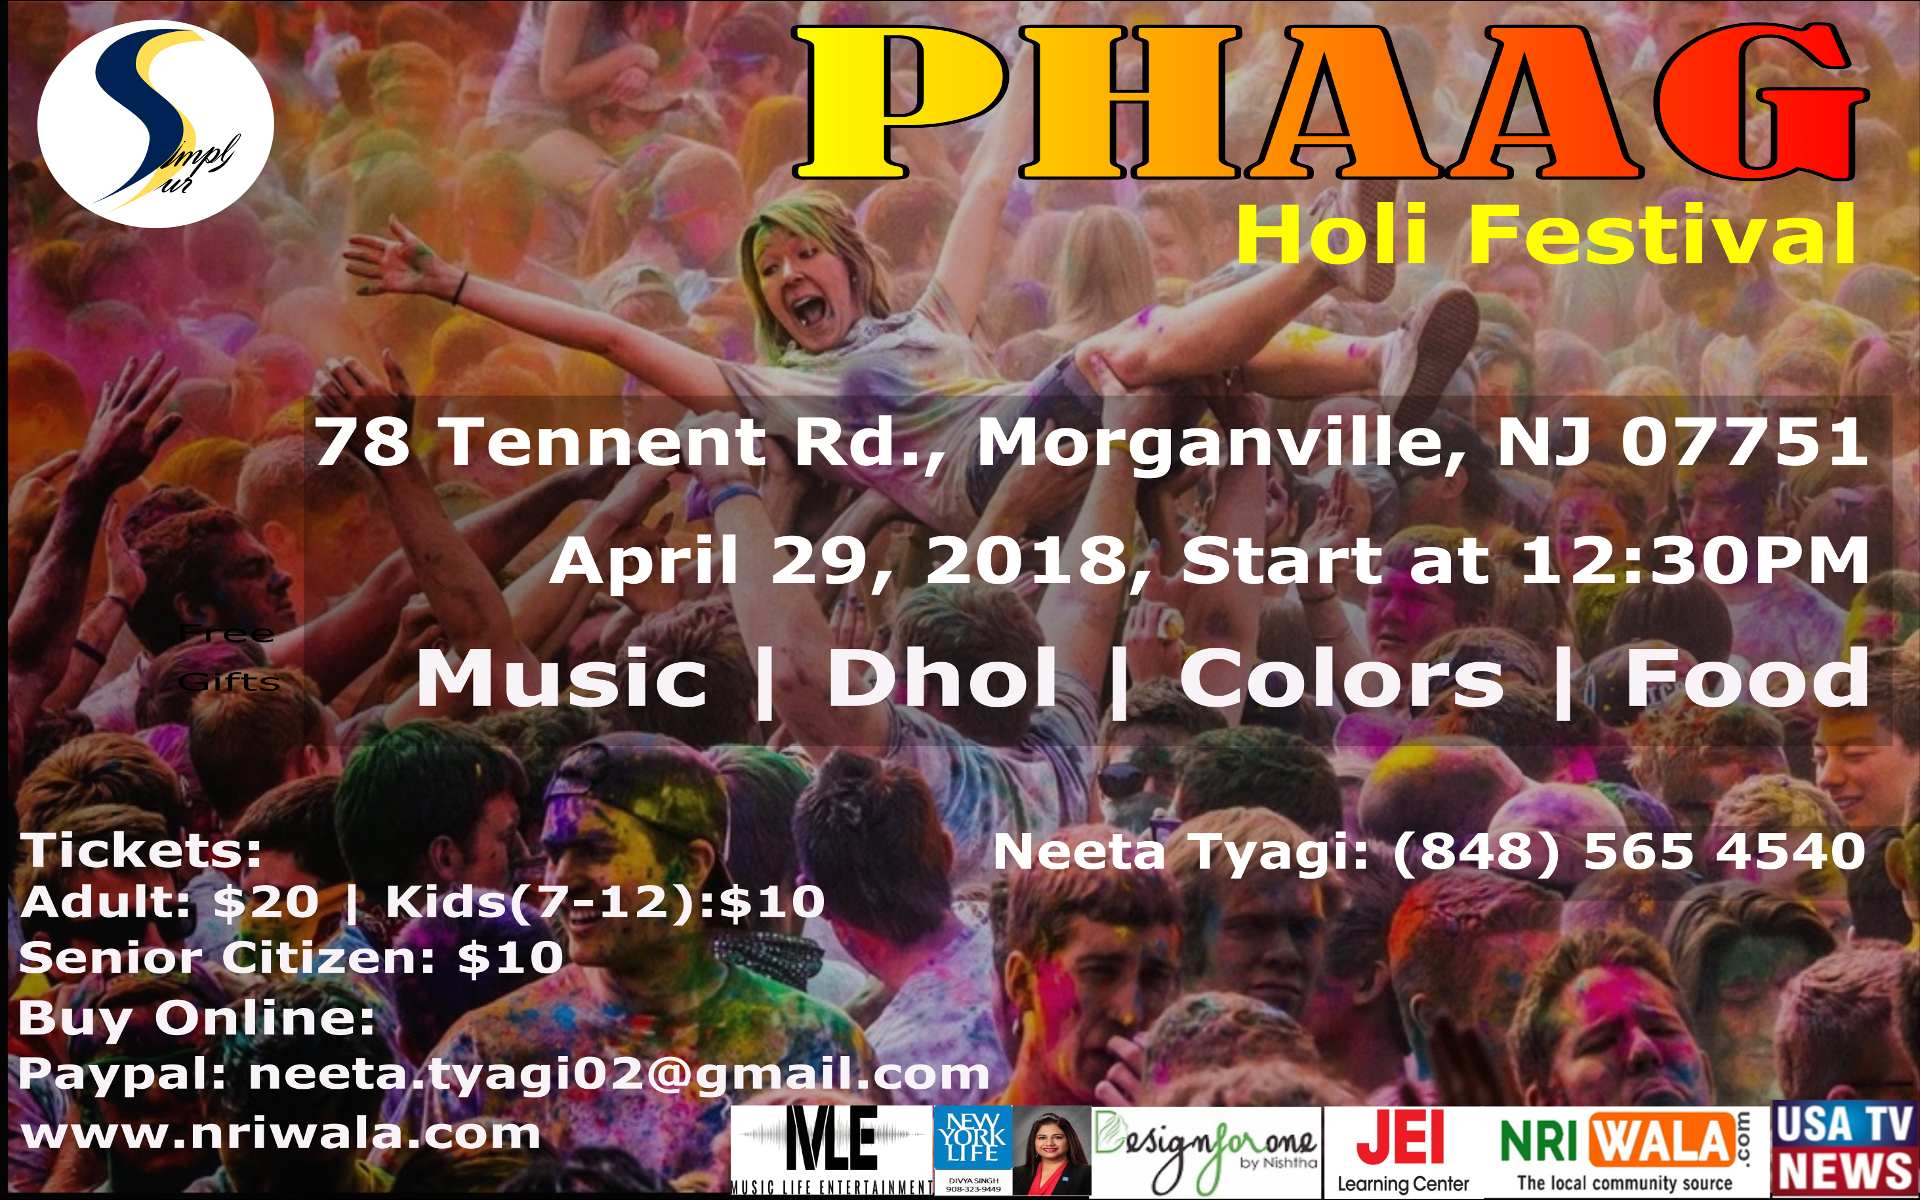 Simply
Sur
PHAAG
Holi Festival
78 Tennent Rd., Morganville, NJ 07751
April 29, 2018, Start at 12:30PM
Free
Gifts
Music | Dhol | Colors | Food
Tickets:
Neeta Tyagi: (848) 565 4540
Adult: $20 | Kids(7-12):$10
Senior Citizen: $10
Buy Online:
Paypal: neeta.tyagi02@gmail.com
www.nriwala.com
MLE
MUSIC LIFE ENTERTAINMENT
NEW
YORK
LIFE
DIVYA SINGH
908-323-9449
Designforone
by Nishtha
JEI
Learning Center
NRI WALA .com
The local community source
USA TV
NEWS